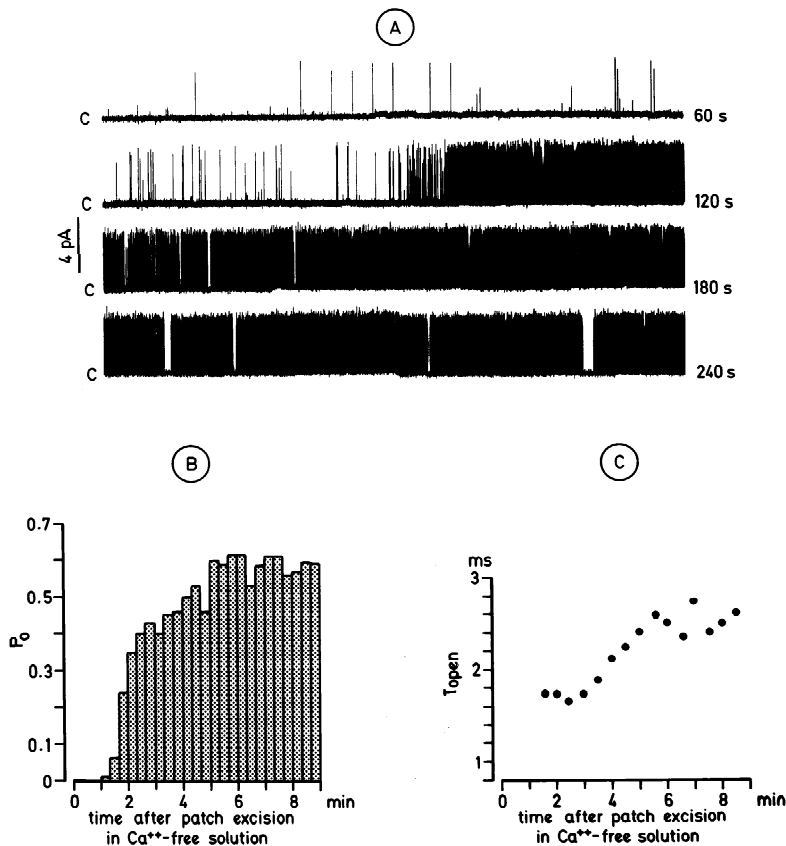 A
C 60 s
C 120 s
4 pA
C 180 s
C 240 s
B
C
0.7
0.5
0.3
0.1
0
Po
0 2 4 6 8 min
time after patch excision
in Ca++-free solution
ms
3
2
1
Topen
0 2 4 6 8 min
time after patch excision
in Ca++-free solution